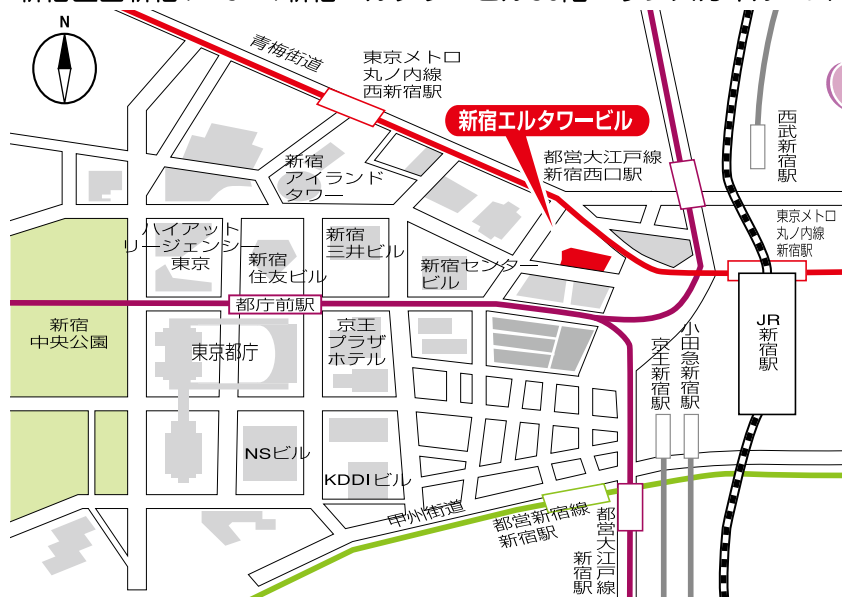 N
青梅街道
東京メトロ
丸ノ内線
西新宿駅
新宿エルタワービル
都営大江戸線
新宿西口駅
西武新宿駅
新宿
アイランド
タワー
東京メトロ
丸ノ内線
新宿駅
ハイアット
リージェンシー
東京
新宿
住友ビル
新宿
三井ビル
新宿センター
ビル
都庁前駅
新宿
中央公園
東京都庁
京王
プラザ
ホテル
JR
新宿駅
小田急新宿駅
京王新宿駅
NSビル
KDDIビル
甲州街道
都営新宿線
新宿駅
都営大江戸線
新宿駅